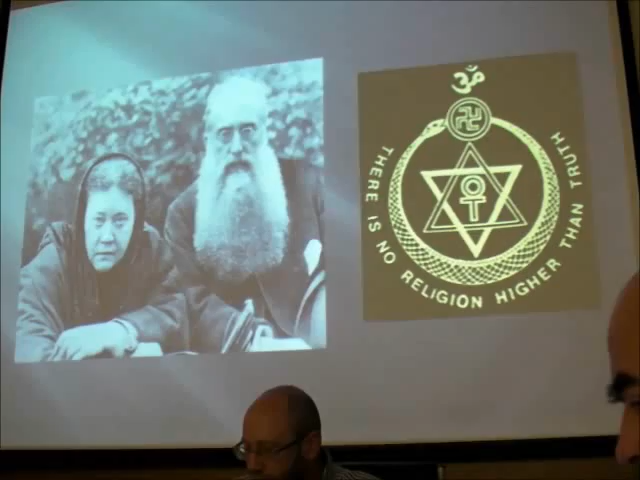 ॐ
THERE IS NO RELIGION HIGHER THAN TRUTH